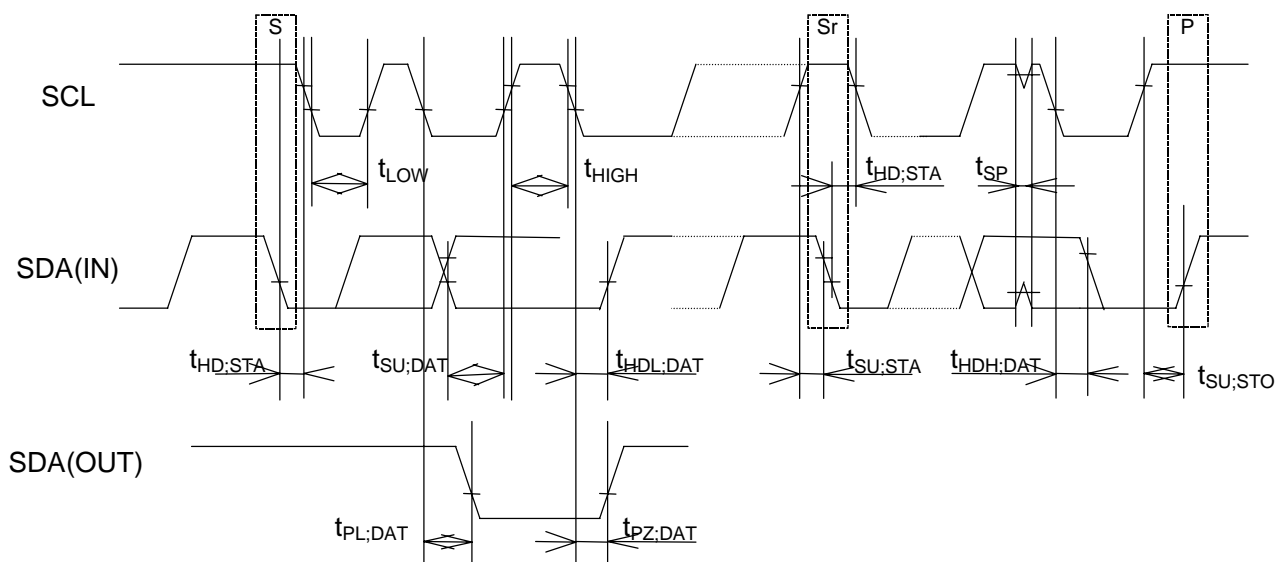 S
Sr
P
SCL
tLOW
tHIGH
tHD;STA
tSP
SDA(IN)
tHD;STA
tSU;DAT
tHDL;DAT
tSU;STA
tHDH;DAT
tSU;STO
SDA(OUT)
tPL;DAT
tPZ;DAT